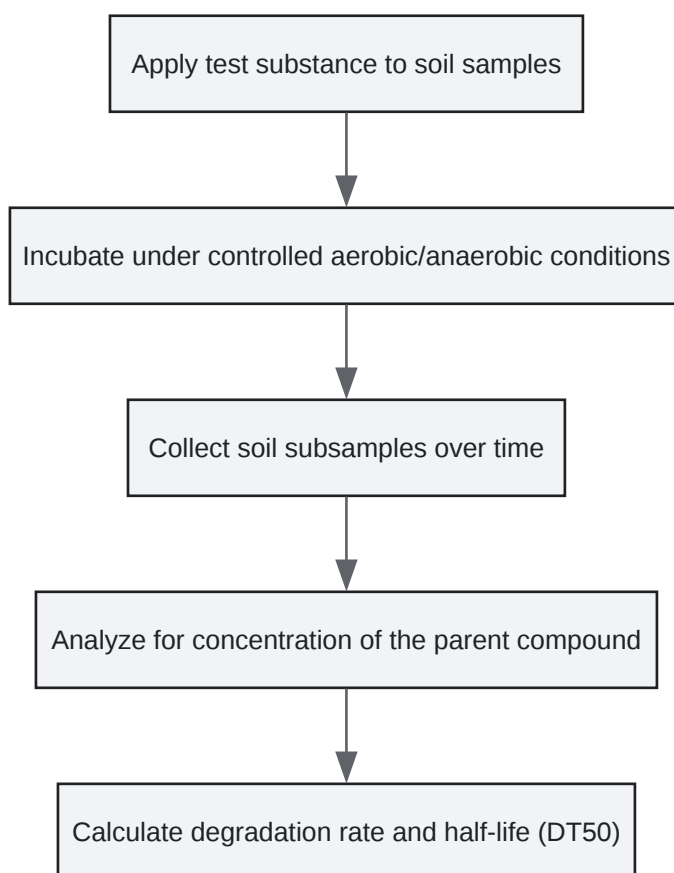 Apply test substance to soil samples
Incubate under controlled aerobic/anaerobic conditions
Collect soil subsamples over time
Analyze for concentration of the parent compound
Calculate degradation rate and half-life (DT50)